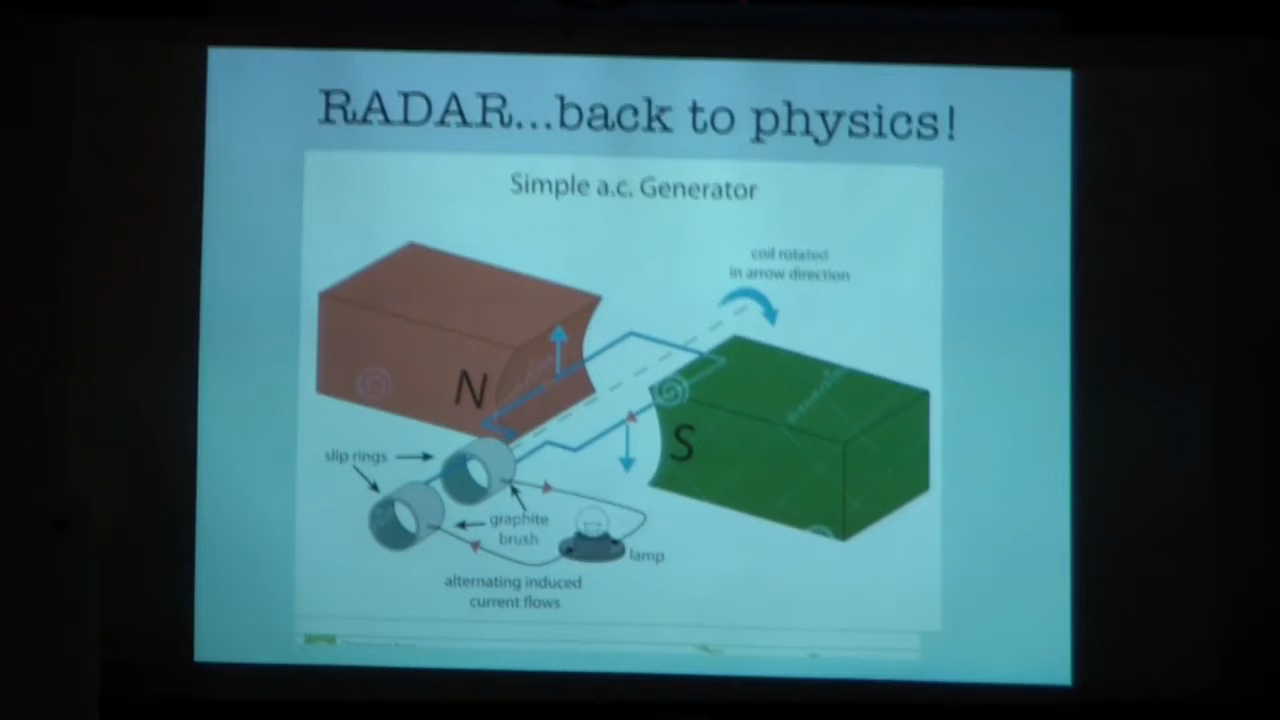 RADAR...back to physics!
Simple a.c. Generator
coil rotated
in arrow direction
N
S
slip rings
graphite
brush
lamp
alternating induced
current flows